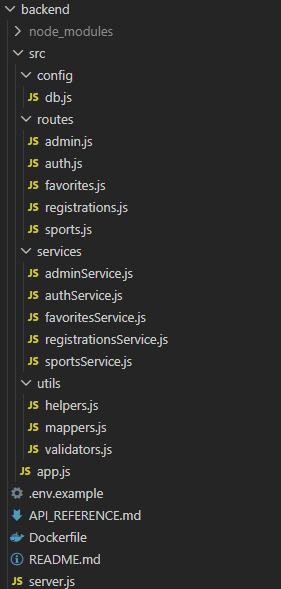 backend
node_modules
src
config
JS db.js
routes
JS admin.js
JS auth.js
JS favorites.js
JS registrations.js
JS sports.js
services
JS adminService.js
JS authService.js
JS favoritesService.js
JS registrationsService.js
JS sportsService.js
utils
JS helpers.js
JS mappers.js
JS validators.js
JS app.js
.env.example
API_REFERENCE.md
Dockerfile
README.md
JS server.js